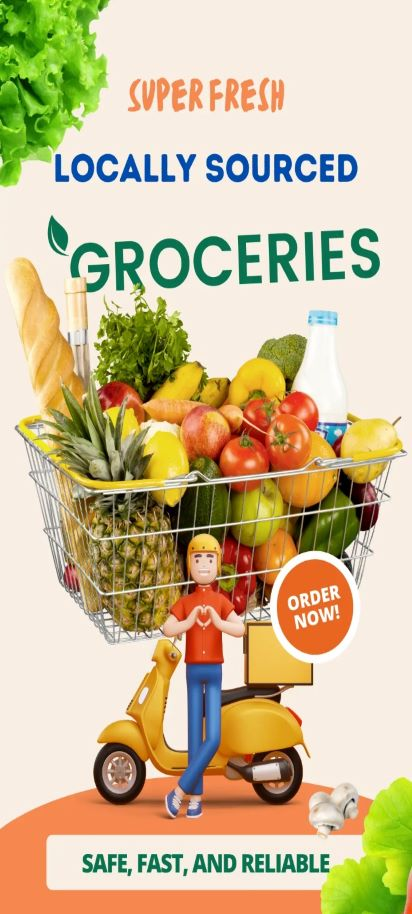 SUPER FRESH
LOCALLY SOURCED
GROCERIES
ORDER
NOW!
SAFE, FAST, AND RELIABLE